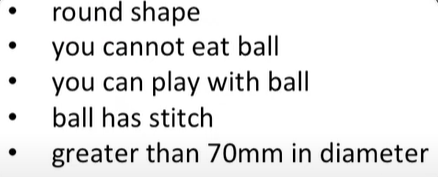 • round shape
• you cannot eat ball
• you can play with ball
• ball has stitch
• greater than 70mm in diameter